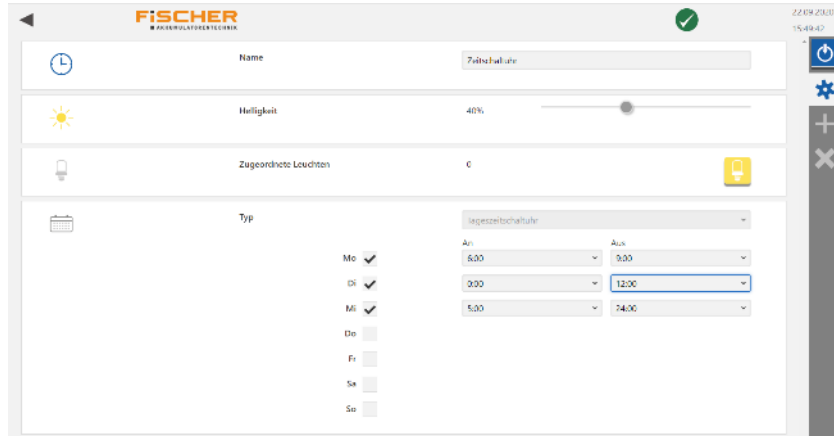 FiSCHER
AKKUMULATORENTECHNIK
22.09.2020
15:49:42
Name
Zeitschaltuhr
Helligkeit
40%
Zugeordnete Leuchten
0
Typ
Tageszeitschaltuhr
An Aus
Mo 6:00 9:00
Di 0:00 12:00
Mi 5:00 24:00
Do
Fr
Sa
So